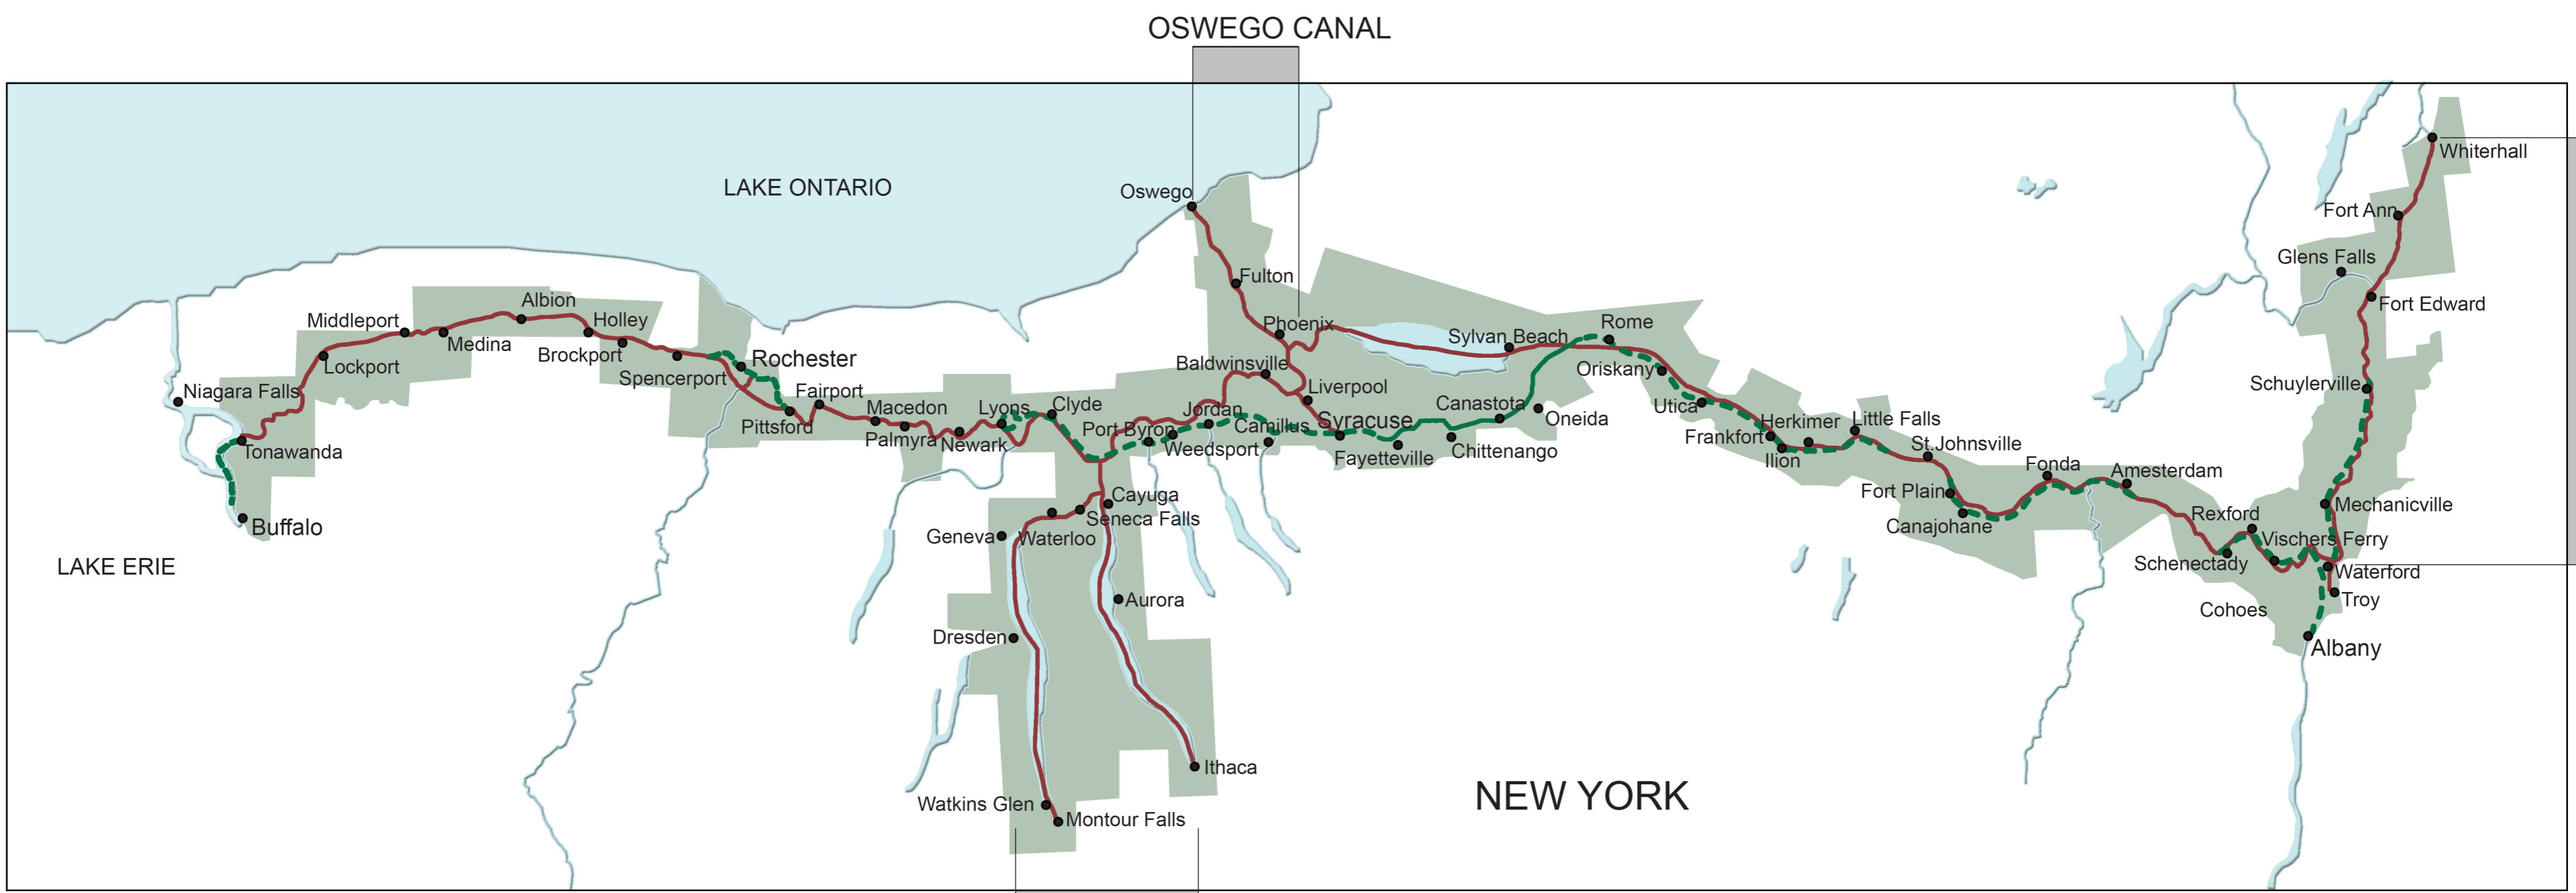 OSWEGO CANAL
LAKE ONTARIO
Oswego
Fulton
Phoenix
Whiterhall
Fort Ann
Glens Falls
Fort Edward
Schuylerville
Mechanicville
Albion
Middleport
Holley
Medina
Brockport
Lockport
Spencerport
Rochester
Niagara Falls
Fairport
Pittsford
Macedon
Palmyra
Newark
Lyons
Clyde
Tonawanda
Buffalo
LAKE ERIE
Baldwinsville
Liverpool
Syracuse
Jordan
Camillus
Port Byron
Weedsport
Sylvan Beach
Rome
Oriskany
Canastota
Oneida
Fayetteville
Chittenango
Utica
Herkimer
Frankfort
Ilion
Little Falls
St.Johnsville
Fort Plain
Canajohane
Fonda
Amesterdam
Rexford
Vischers Ferry
Schenectady
Waterford
Troy
Cohoes
Albany
Cayuga
Seneca Falls
Geneva
Waterloo
Aurora
Dresden
Ithaca
Watkins Glen
Montour Falls
NEW YORK